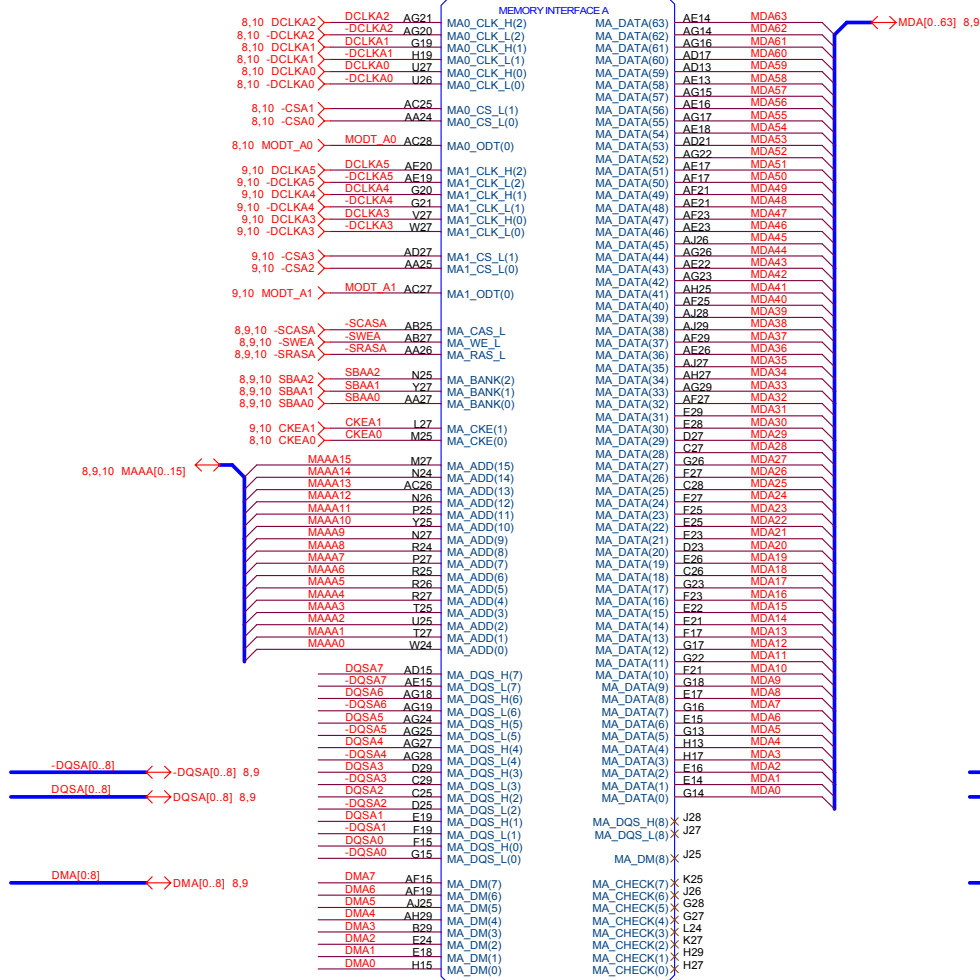 MEMORY INTERFACE A
8,10 DCLKA2 DCLKA2 AG21 MA0_CLK_H(2)
8,10 -DCLKA2 -DCLKA2 AG20 MA0_CLK_L(2)
8,10 DCLKA1 DCLKA1 G19 MA0_CLK_H(1)
8,10 -DCLKA1 -DCLKA1 H19 MA0_CLK_L(1)
8,10 DCLKA0 DCLKA0 U27 MA0_CLK_H(0)
8,10 -DCLKA0 -DCLKA0 U26 MA0_CLK_L(0)
8,10 -CSA1 AC25 MA0_CS_L(1)
8,10 -CSA0 AA24 MA0_CS_L(0)
8,10 MODT_A0 MODT_A0 AC28 MA0_ODT(0)
9,10 DCLKA5 DCLKA5 AE20 MA1_CLK_H(2)
9,10 -DCLKA5 -DCLKA5 AE19 MA1_CLK_L(2)
9,10 DCLKA4 DCLKA4 G20 MA1_CLK_H(1)
9,10 -DCLKA4 -DCLKA4 G21 MA1_CLK_L(1)
9,10 DCLKA3 DCLKA3 V27 MA1_CLK_H(0)
9,10 -DCLKA3 -DCLKA3 W27 MA1_CLK_L(0)
9,10 -CSA3 AD27 MA1_CS_L(1)
9,10 -CSA2 AA25 MA1_CS_L(0)
9,10 MODT_A1 MODT_A1 AC27 MA1_ODT(0)
8,9,10 -SCASA -SCASA AB25 MA_CAS_L
8,9,10 -SWEA -SWEA AB27 MA_WE_L
8,9,10 -SRASA -SRASA AA26 MA_RAS_L
8,9,10 SBAA2 SBAA2 N25 MA_BANK(2)
8,9,10 SBAA1 SBAA1 Y27 MA_BANK(1)
8,9,10 SBAA0 SBAA0 AA27 MA_BANK(0)
9,10 CKEA1 CKEA1 L27 MA_CKE(1)
8,10 CKEA0 CKEA0 M25 MA_CKE(0)
8,9,10 MAAA[0..15]
MAAA15 M27 MA_ADD(15)
MAAA14 N24 MA_ADD(14)
MAAA13 AC26 MA_ADD(13)
MAAA12 N26 MA_ADD(12)
MAAA11 P25 MA_ADD(11)
MAAA10 Y25 MA_ADD(10)
MAAA9 N27 MA_ADD(9)
MAAA8 R24 MA_ADD(8)
MAAA7 P27 MA_ADD(7)
MAAA6 R25 MA_ADD(6)
MAAA5 R26 MA_ADD(5)
MAAA4 R27 MA_ADD(4)
MAAA3 T25 MA_ADD(3)
MAAA2 U25 MA_ADD(2)
MAAA1 T27 MA_ADD(1)
MAAA0 W24 MA_ADD(0)
DQSA7 AD15 MA_DQS_H(7)
-DQSA7 AE15 MA_DQS_L(7)
DQSA6 AG18 MA_DQS_H(6)
-DQSA6 AG19 MA_DQS_L(6)
DQSA5 AG24 MA_DQS_H(5)
-DQSA5 AG25 MA_DQS_L(5)
DQSA4 AG27 MA_DQS_H(4)
-DQSA4 AG28 MA_DQS_L(4)
DQSA3 D29 MA_DQS_H(3)
-DQSA3 C29 MA_DQS_L(3)
DQSA2 C25 MA_DQS_H(2)
-DQSA2 D25 MA_DQS_L(2)
DQSA1 E19 MA_DQS_H(1)
-DQSA1 F19 MA_DQS_L(1)
DQSA0 F15 MA_DQS_H(0)
-DQSA0 G15 MA_DQS_L(0)
-DQSA[0..8] -DQSA[0..8] 8,9
DQSA[0..8] DQSA[0..8] 8,9
DMA[0:8] DMA[0..8] 8,9
DMA7 AF15 MA_DM(7)
DMA6 AF19 MA_DM(6)
DMA5 AJ25 MA_DM(5)
DMA4 AH29 MA_DM(4)
DMA3 B29 MA_DM(3)
DMA2 E24 MA_DM(2)
DMA1 E18 MA_DM(1)
DMA0 H15 MA_DM(0)
MDA[0..63] 8,9
MA_DATA(63) AE14 MDA63
MA_DATA(62) AG14 MDA62
MA_DATA(61) AG16 MDA61
MA_DATA(60) AD17 MDA60
MA_DATA(59) AD13 MDA59
MA_DATA(58) AE13 MDA58
MA_DATA(57) AG15 MDA57
MA_DATA(56) AE16 MDA56
MA_DATA(55) AG17 MDA55
MA_DATA(54) AE18 MDA54
MA_DATA(53) AD21 MDA53
MA_DATA(52) AG22 MDA52
MA_DATA(51) AE17 MDA51
MA_DATA(50) AF17 MDA50
MA_DATA(49) AF21 MDA49
MA_DATA(48) AE21 MDA48
MA_DATA(47) AF23 MDA47
MA_DATA(46) AE23 MDA46
MA_DATA(45) AJ26 MDA45
MA_DATA(44) AG26 MDA44
MA_DATA(43) AE22 MDA43
MA_DATA(42) AG23 MDA42
MA_DATA(41) AH25 MDA41
MA_DATA(40) AF25 MDA40
MA_DATA(39) AJ28 MDA39
MA_DATA(38) AJ29 MDA38
MA_DATA(37) AF29 MDA37
MA_DATA(36) AE26 MDA36
MA_DATA(35) AJ27 MDA35
MA_DATA(34) AH27 MDA34
MA_DATA(33) AG29 MDA33
MA_DATA(32) AF27 MDA32
MA_DATA(31) E29 MDA31
MA_DATA(30) E28 MDA30
MA_DATA(29) D27 MDA29
MA_DATA(28) C27 MDA28
MA_DATA(27) G26 MDA27
MA_DATA(26) F27 MDA26
MA_DATA(25) C28 MDA25
MA_DATA(24) E27 MDA24
MA_DATA(23) F25 MDA23
MA_DATA(22) E25 MDA22
MA_DATA(21) E23 MDA21
MA_DATA(20) D23 MDA20
MA_DATA(19) E26 MDA19
MA_DATA(18) C26 MDA18
MA_DATA(17) G23 MDA17
MA_DATA(16) F23 MDA16
MA_DATA(15) E22 MDA15
MA_DATA(14) E21 MDA14
MA_DATA(13) F17 MDA13
MA_DATA(12) G17 MDA12
MA_DATA(11) G22 MDA11
MA_DATA(10) F21 MDA10
MA_DATA(9) G18 MDA9
MA_DATA(8) E17 MDA8
MA_DATA(7) G16 MDA7
MA_DATA(6) E15 MDA6
MA_DATA(5) G13 MDA5
MA_DATA(4) H13 MDA4
MA_DATA(3) H17 MDA3
MA_DATA(2) E16 MDA2
MA_DATA(1) E14 MDA1
MA_DATA(0) G14 MDA0
MA_DQS_H(8) J28
MA_DQS_L(8) J27
MA_DM(8) J25
MA_CHECK(7) K25
MA_CHECK(6) J26
MA_CHECK(5) G28
MA_CHECK(4) G27
MA_CHECK(3) L24
MA_CHECK(2) K27
MA_CHECK(1) H29
MA_CHECK(0) H27